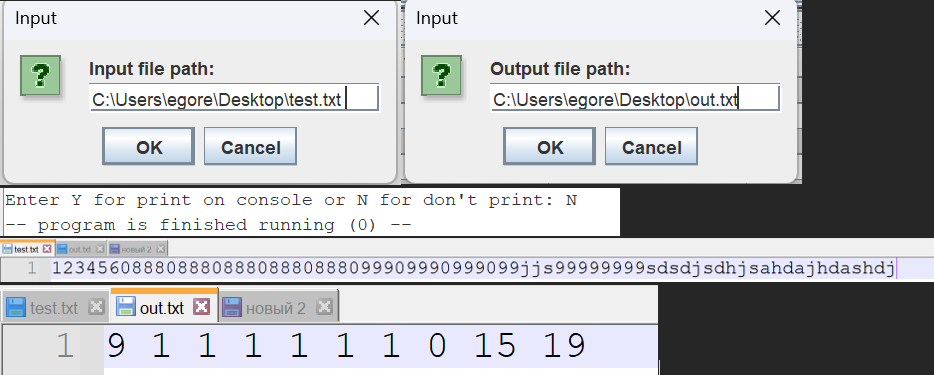 Input
Input
Input file path:
Output file path:
C:\Users\egore\Desktop\test.txt
C:\Users\egore\Desktop\out.txt
OK Cancel
OK Cancel
Enter Y for print on console or N for don't print: N
-- program is finished running (0) --
test.txt out.txt новый 2
1 12345608880888088808880888099909990999099jjs99999999sdsdjsdhjsahdajhdashdj
test.txt out.txt новый 2
1 9 1 1 1 1 1 1 0 15 19